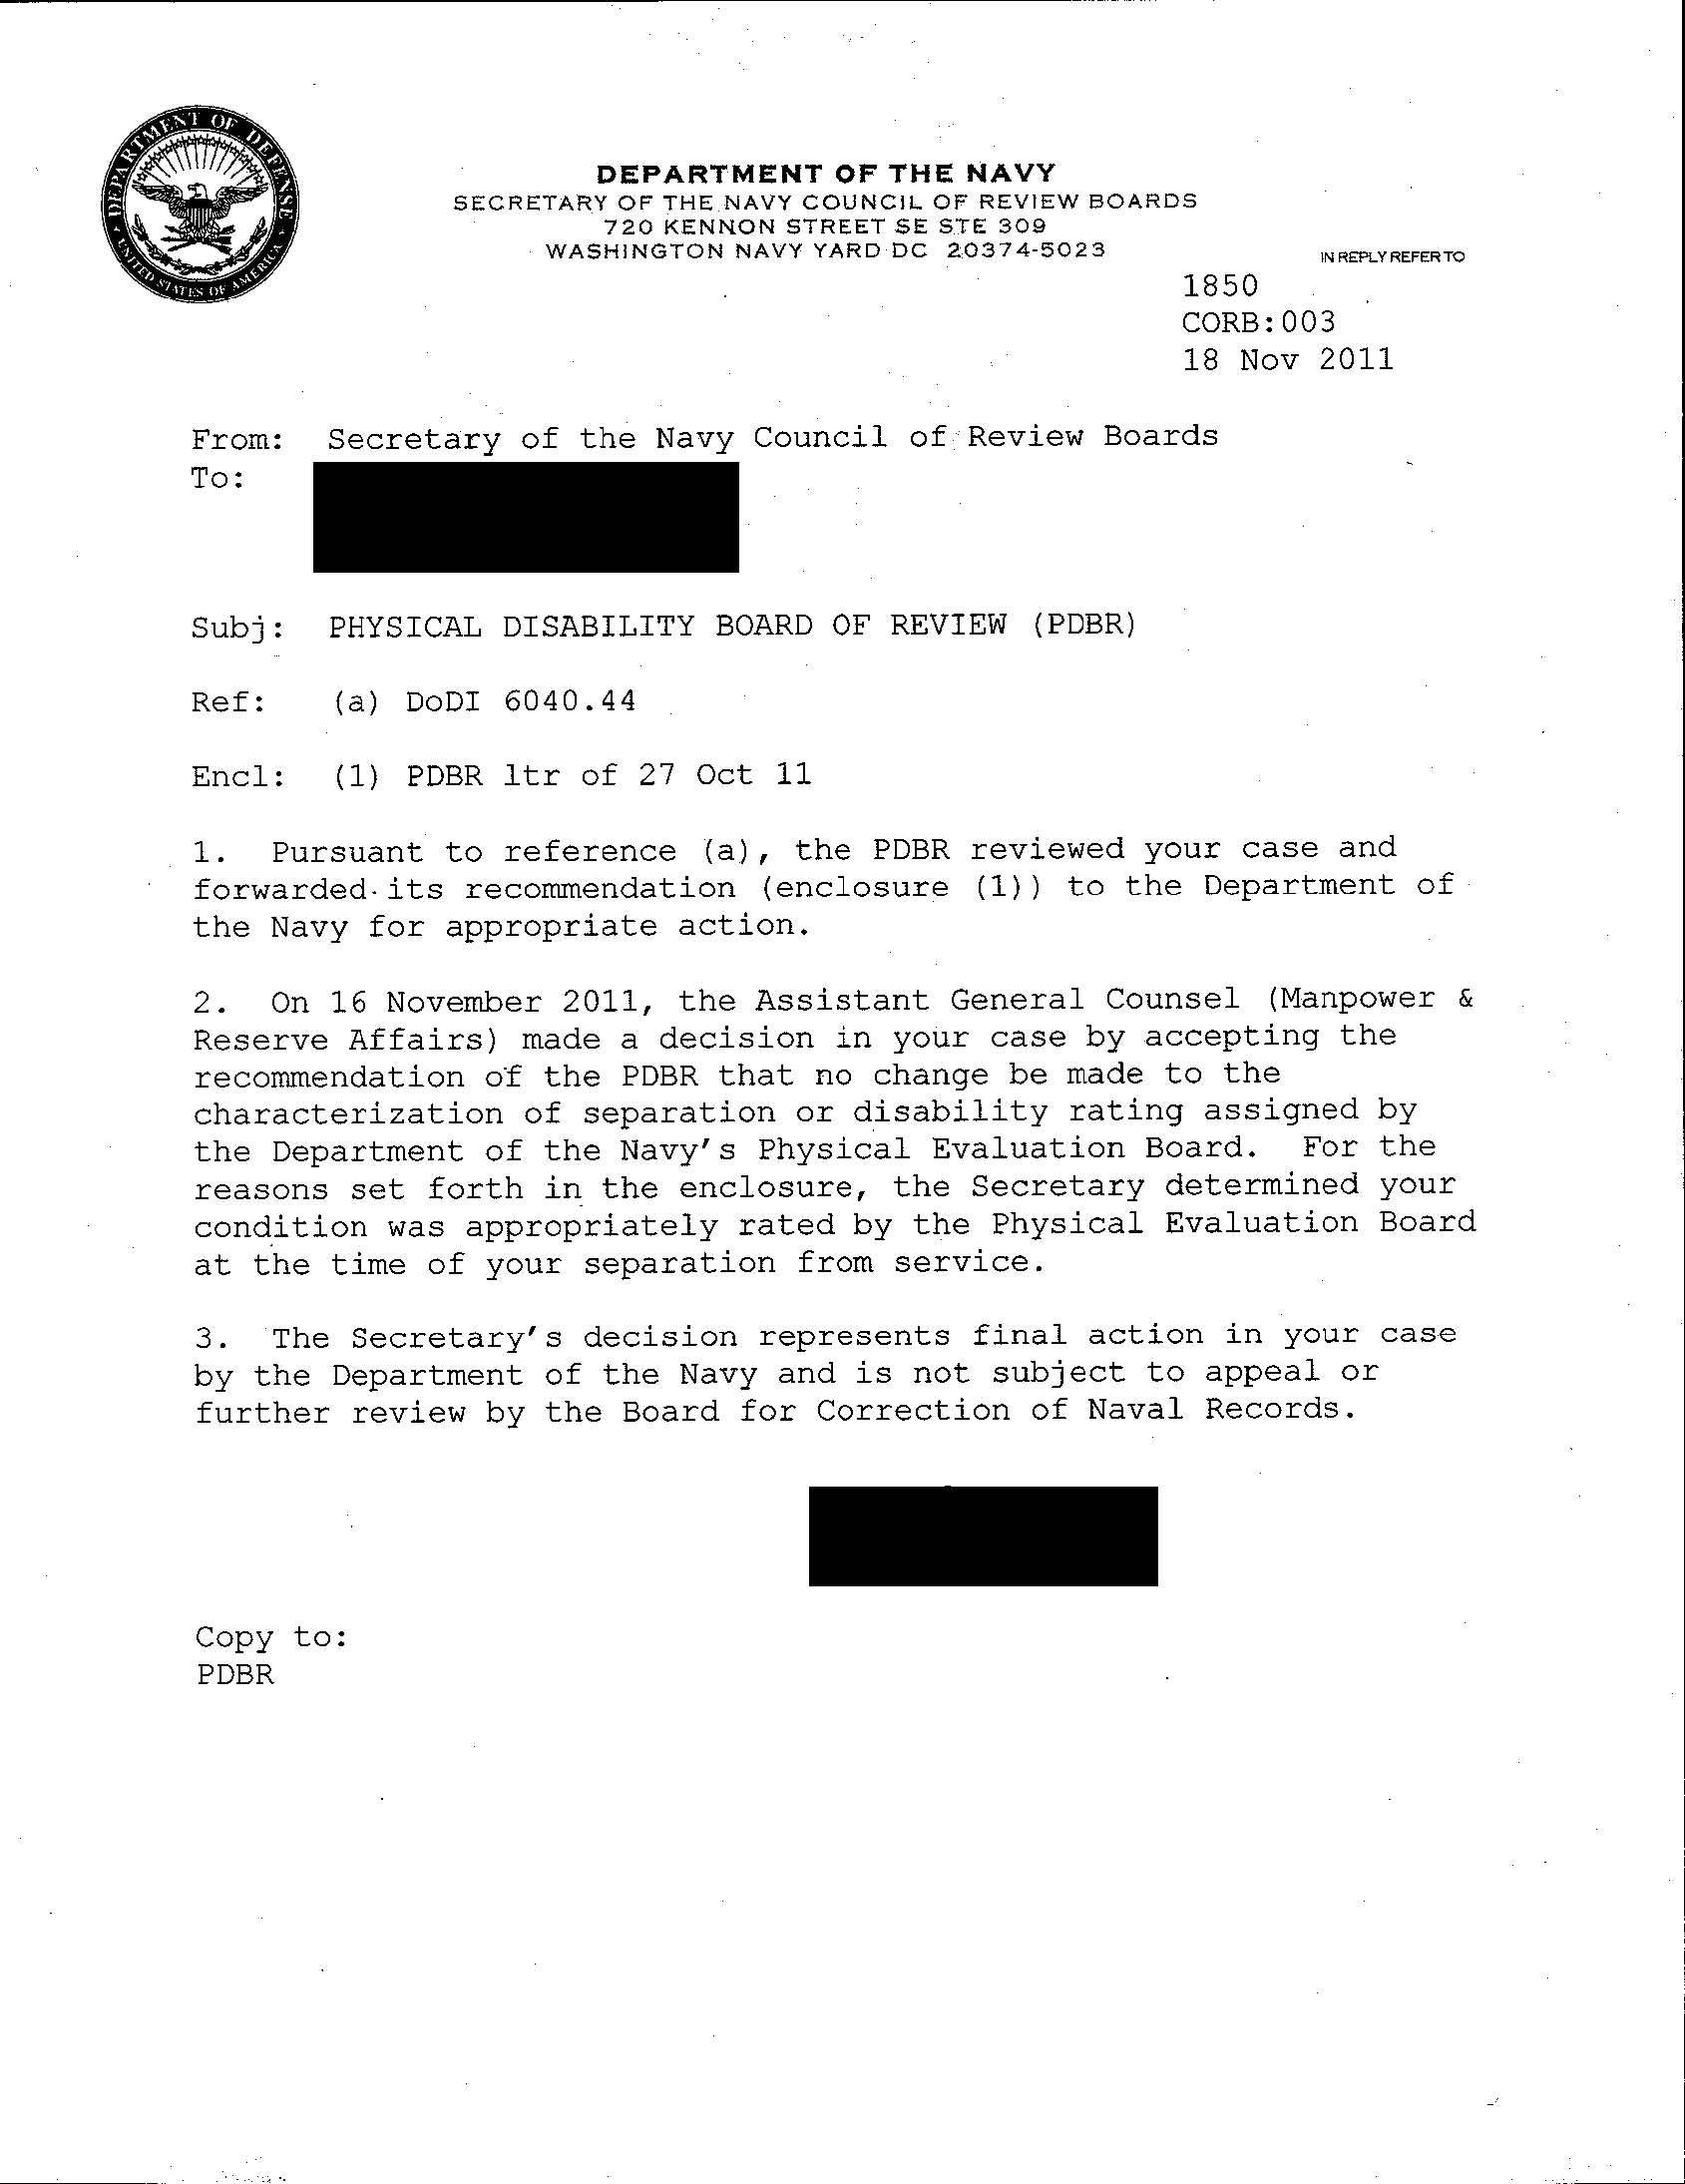 DEPARTMENT OF DEFENSE
UNITED STATES OF AMERICA
DEPARTMENT OF THE NAVY
SECRETARY OF THE NAVY COUNCIL OF REVIEW BOARDS
720 KENNON STREET SE STE 309
WASHINGTON NAVY YARD DC 20374-5023
IN REPLY REFER TO
1850
CORB:003
18 Nov 2011
From: Secretary of the Navy Council of Review Boards
To:
Subj: PHYSICAL DISABILITY BOARD OF REVIEW (PDBR)
Ref: (a) DoDI 6040.44
Encl: (1) PDBR ltr of 27 Oct 11
1. Pursuant to reference (a), the PDBR reviewed your case and
forwarded its recommendation (enclosure (1)) to the Department of
the Navy for appropriate action.
2. On 16 November 2011, the Assistant General Counsel (Manpower &
Reserve Affairs) made a decision in your case by accepting the
recommendation of the PDBR that no change be made to the
characterization of separation or disability rating assigned by
the Department of the Navy's Physical Evaluation Board. For the
reasons set forth in the enclosure, the Secretary determined your
condition was appropriately rated by the Physical Evaluation Board
at the time of your separation from service.
3. The Secretary's decision represents final action in your case
by the Department of the Navy and is not subject to appeal or
further review by the Board for Correction of Naval Records.
Copy to:
PDBR